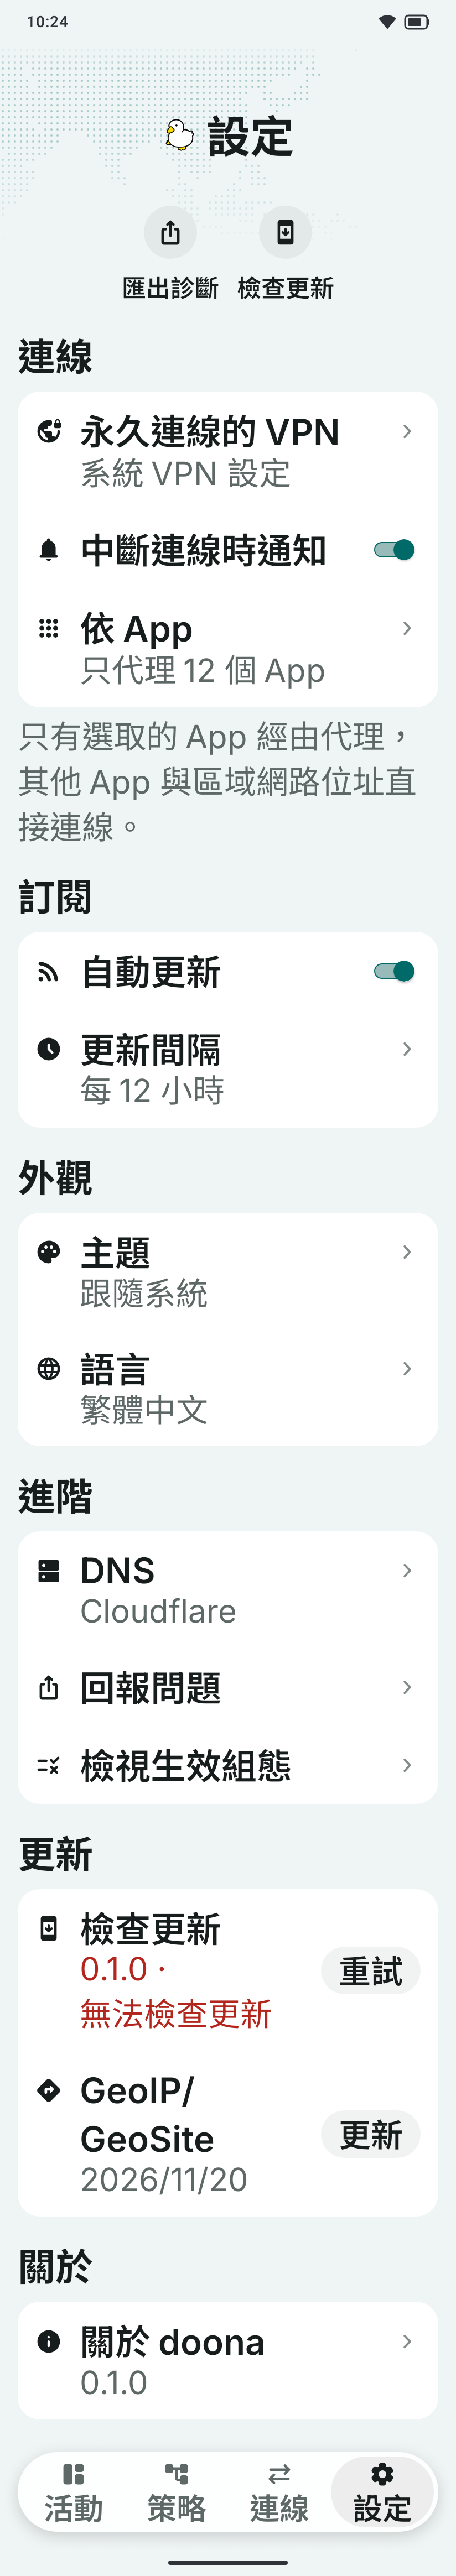 10:24
設定
匯出診斷 檢查更新
連線
永久連線的 VPN
系統 VPN 設定
中斷連線時通知
依 App
只代理 12 個 App
只有選取的 App 經由代理，
其他 App 與區域網路位址直
接連線。
訂閱
自動更新
更新間隔
每 12 小時
外觀
主題
跟隨系統
語言
繁體中文
進階
DNS
Cloudflare
回報問題
檢視生效組態
更新
檢查更新
0.1.0 ·
無法檢查更新
重試
GeoIP/
GeoSite
2026/11/20
更新
關於
關於 doona
0.1.0
活動 策略 連線 設定